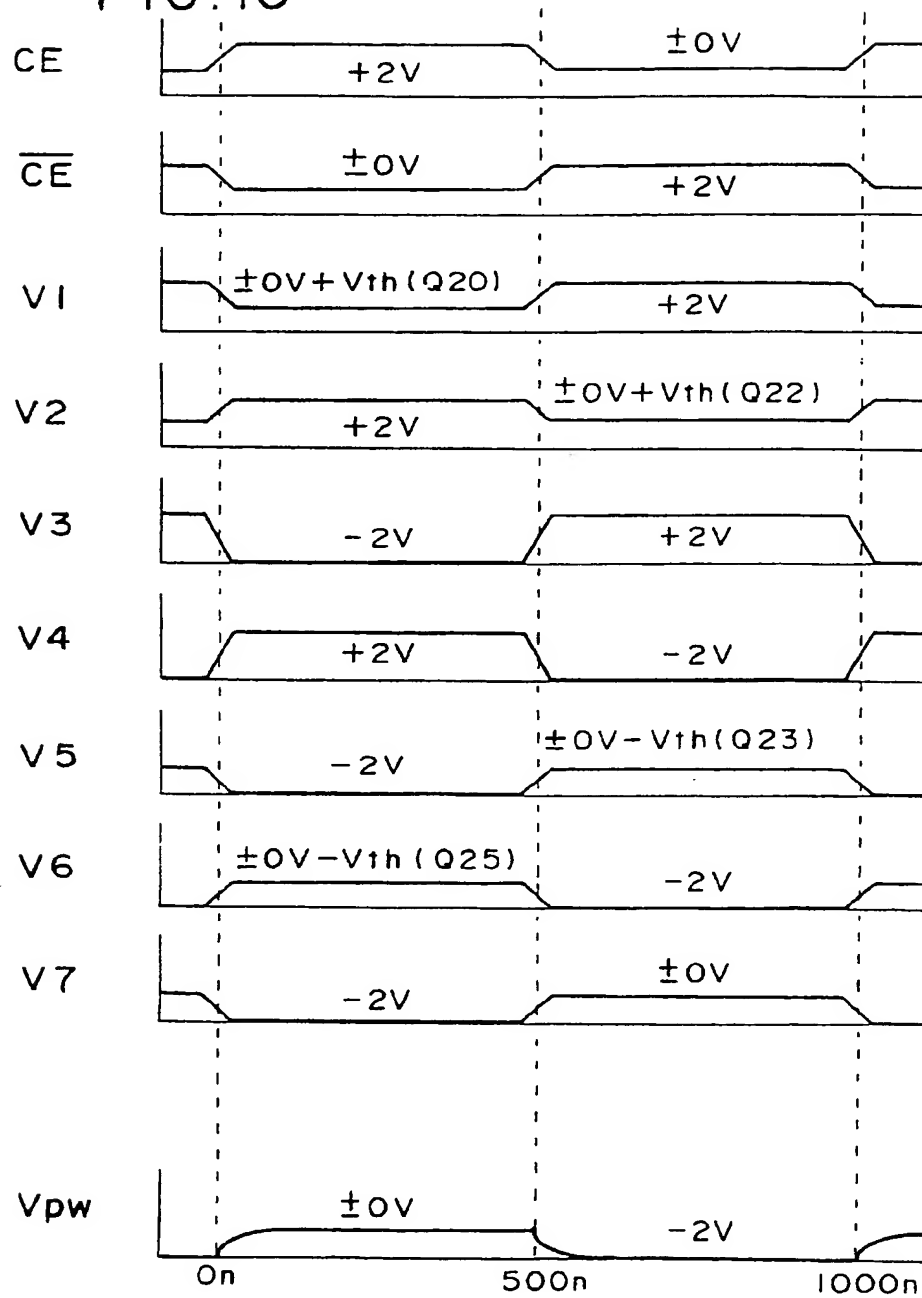 CE +2V ±0V
C̅E̅ ±0V +2V
V1 ±0V+Vth(Q20) +2V
V2 +2V ±0V+Vth(Q22)
V3 -2V +2V
V4 +2V -2V
V5 -2V ±0V-Vth(Q23)
V6 ±0V-Vth(Q25) -2V
V7 -2V ±0V
Vpw ±0V -2V
0n 500n 1000n